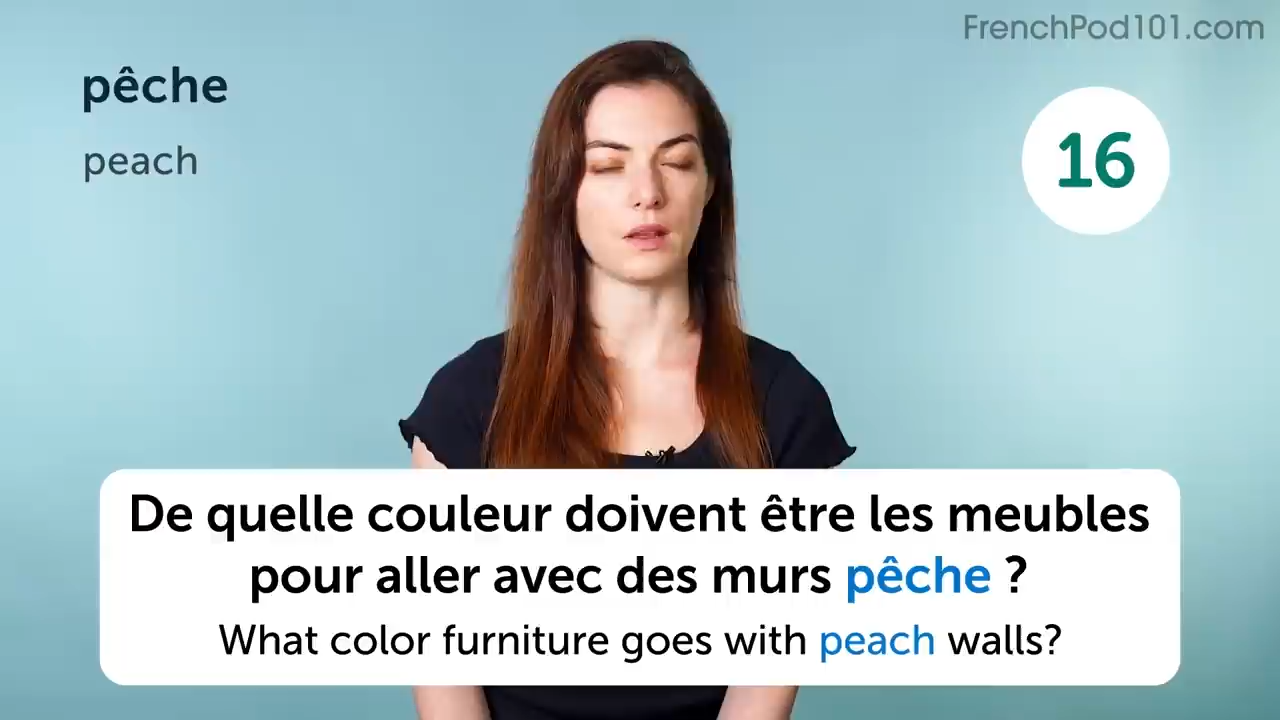 FrenchPod101.com
pêche
peach
16
De quelle couleur doivent être les meubles
pour aller avec des murs pêche ?
What color furniture goes with peach walls?